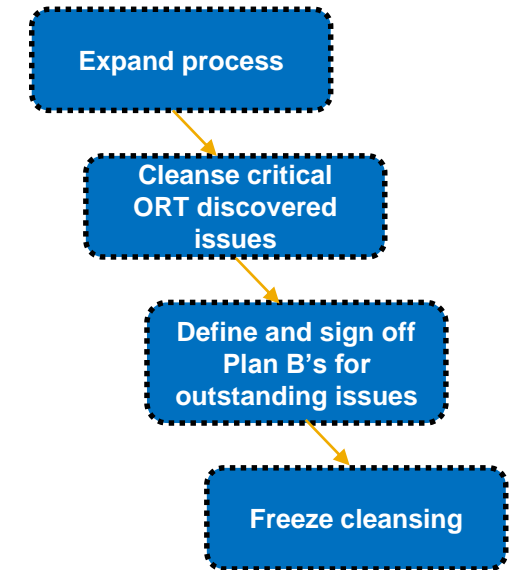 Expand process
Cleanse critical
ORT discovered
issues
Define and sign off
Plan B's for
outstanding issues
Freeze cleansing